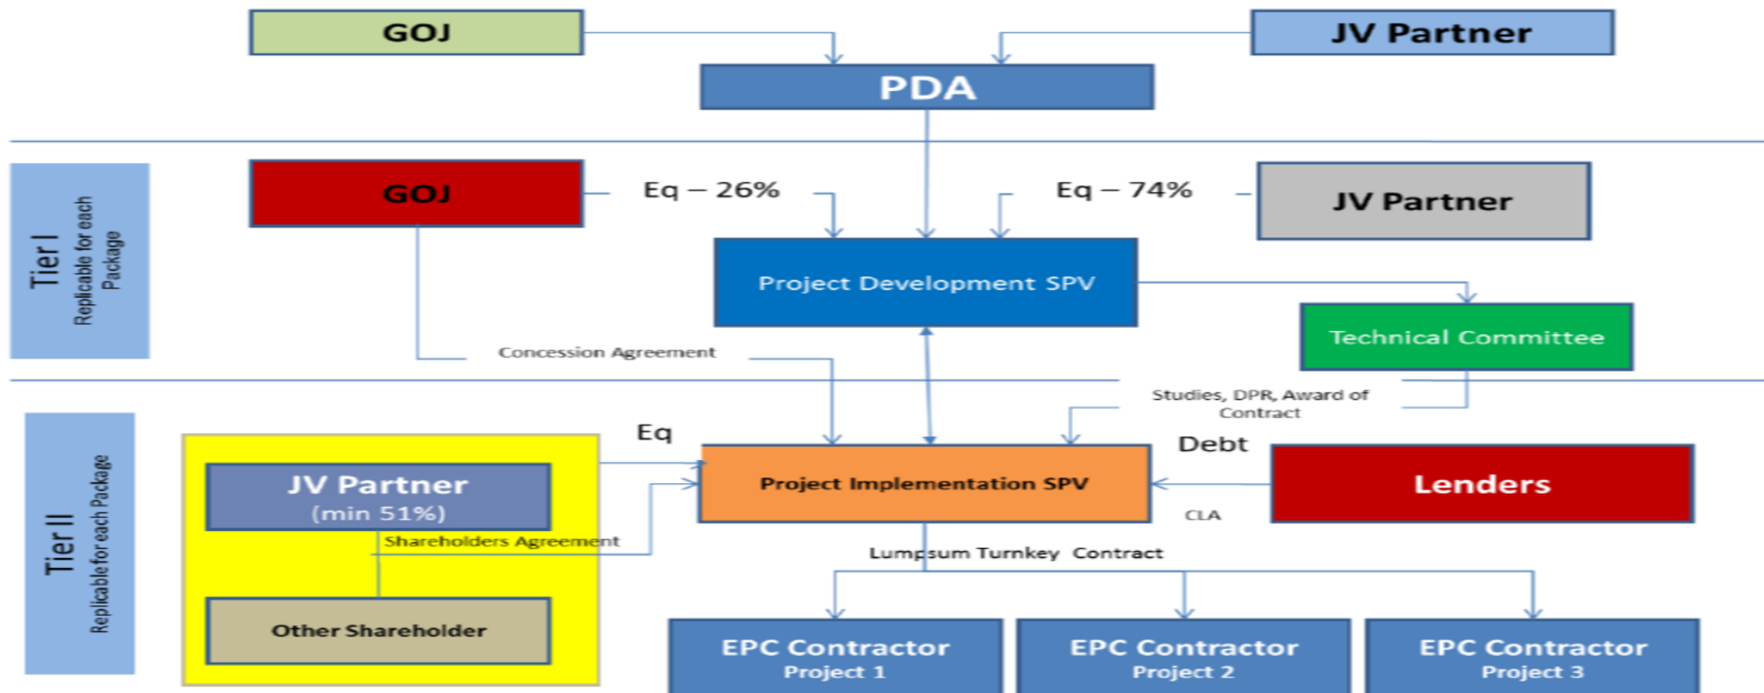 GOJ
JV Partner
PDA
Tier I
Replicable for each
Package
GOJ
Eq – 26%
Eq – 74%
JV Partner
Project Development SPV
Technical Committee
Concession Agreement
Studies, DPR, Award of
Contract
Tier II
Replicable for each Package
Eq
JV Partner
(min 51%)
Shareholders Agreement
Other Shareholder
Project Implementation SPV
Debt
CLA
Lenders
Lumpsum Turnkey Contract
EPC Contractor
Project 1
EPC Contractor
Project 2
EPC Contractor
Project 3